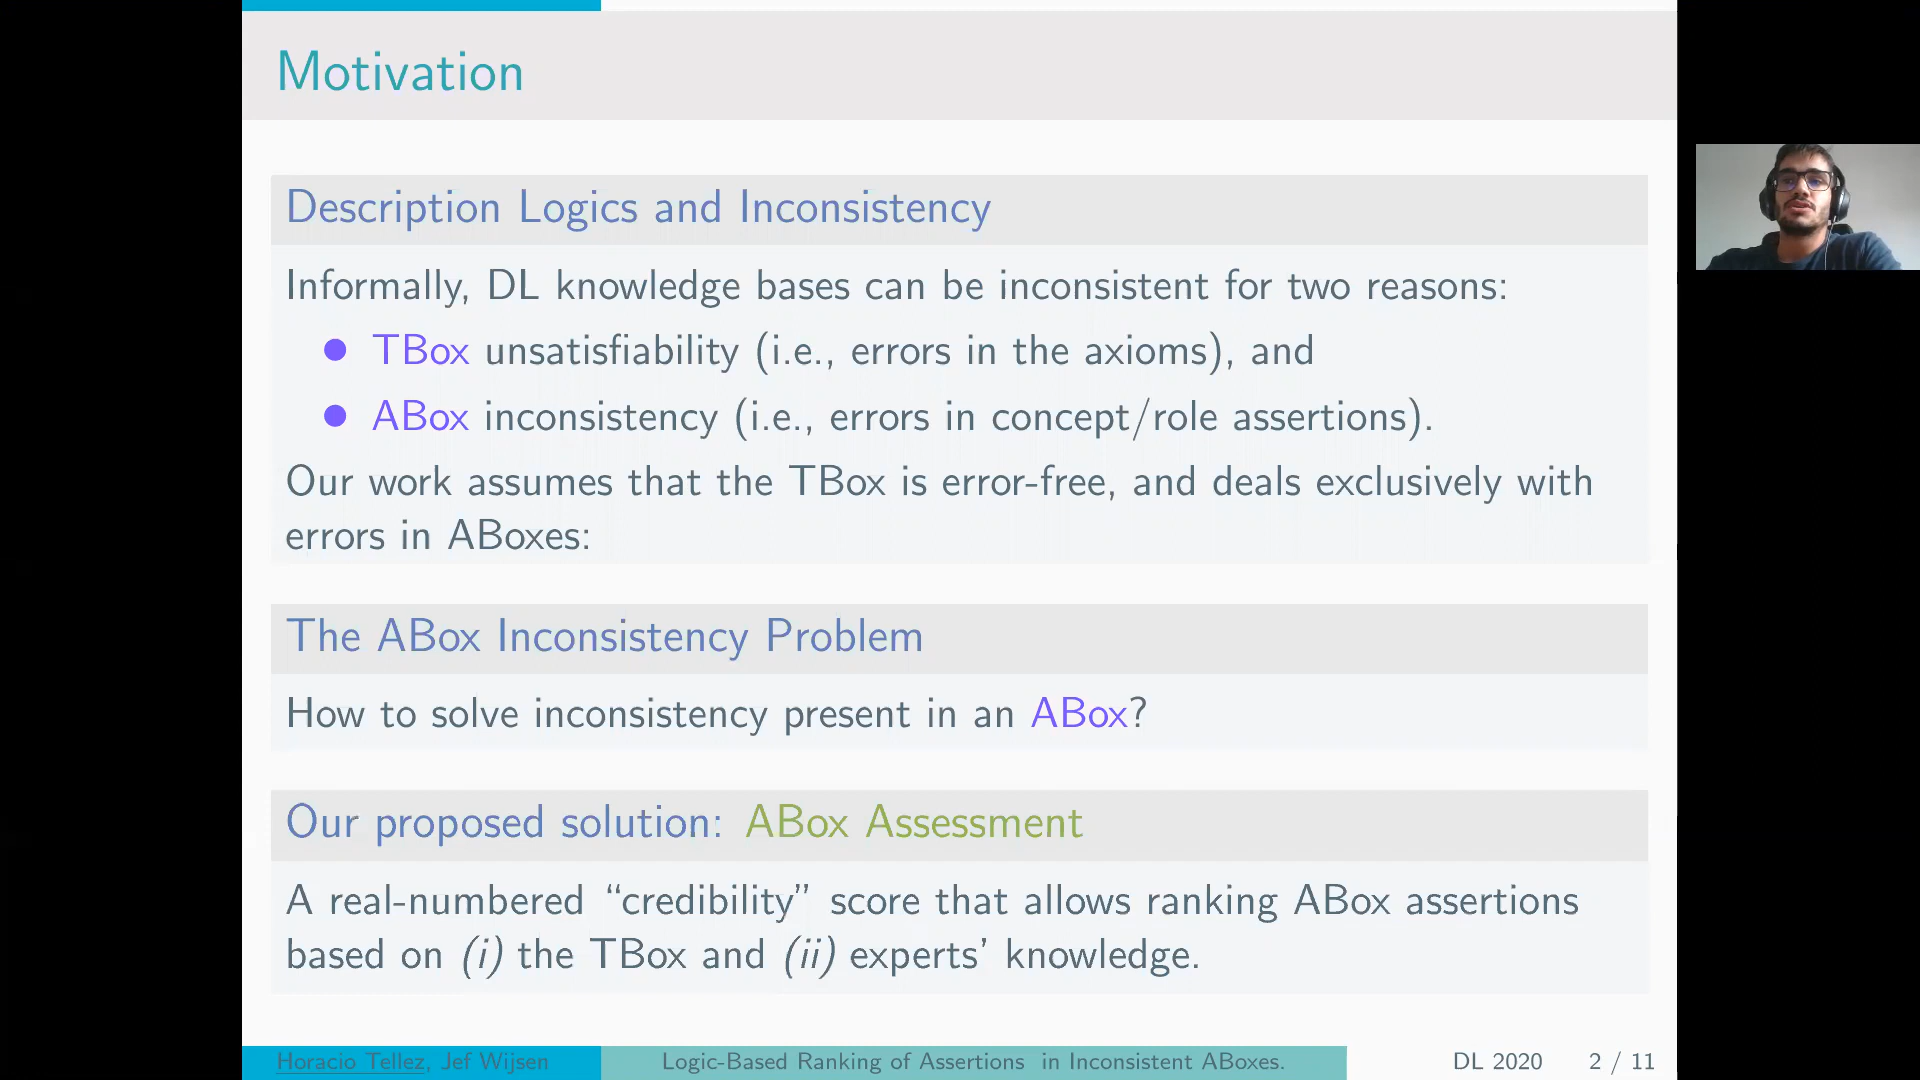 Motivation
Description Logics and Inconsistency
Informally, DL knowledge bases can be inconsistent for two reasons:
● TBox unsatisfiability (i.e., errors in the axioms), and
● ABox inconsistency (i.e., errors in concept/role assertions).
Our work assumes that the TBox is error-free, and deals exclusively with
errors in ABoxes:
The ABox Inconsistency Problem
How to solve inconsistency present in an ABox?
Our proposed solution: ABox Assessment
A real-numbered “credibility” score that allows ranking ABox assertions
based on (i) the TBox and (ii) experts’ knowledge.
Horacio Tellez, Jef Wijsen Logic-Based Ranking of Assertions in Inconsistent ABoxes. DL 2020 2 / 11